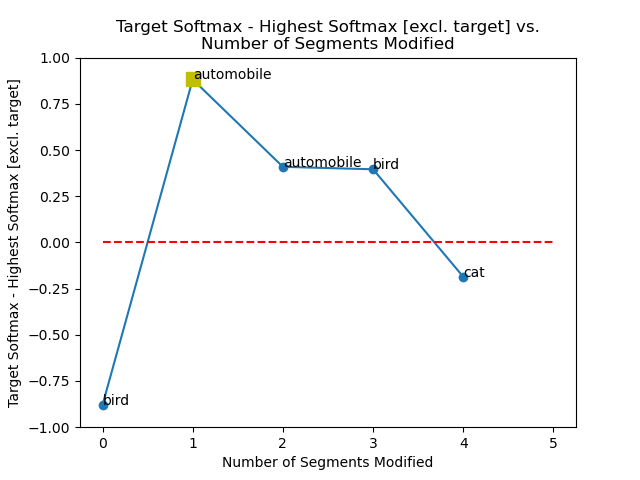 Target Softmax - Highest Softmax [excl. target] vs.
Number of Segments Modified
Target Softmax - Highest Softmax [excl. target]
1.00
0.75
0.50
0.25
0.00
−0.25
−0.50
−0.75
−1.00
automobile
automobile
bird
cat
bird
0 1 2 3 4 5
Number of Segments Modified